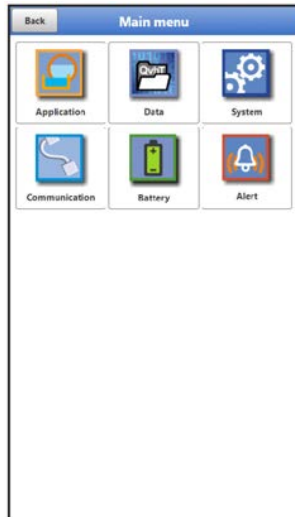 Back
Main menu
QVNT
Application
Data
System
Communication
Battery
Alert